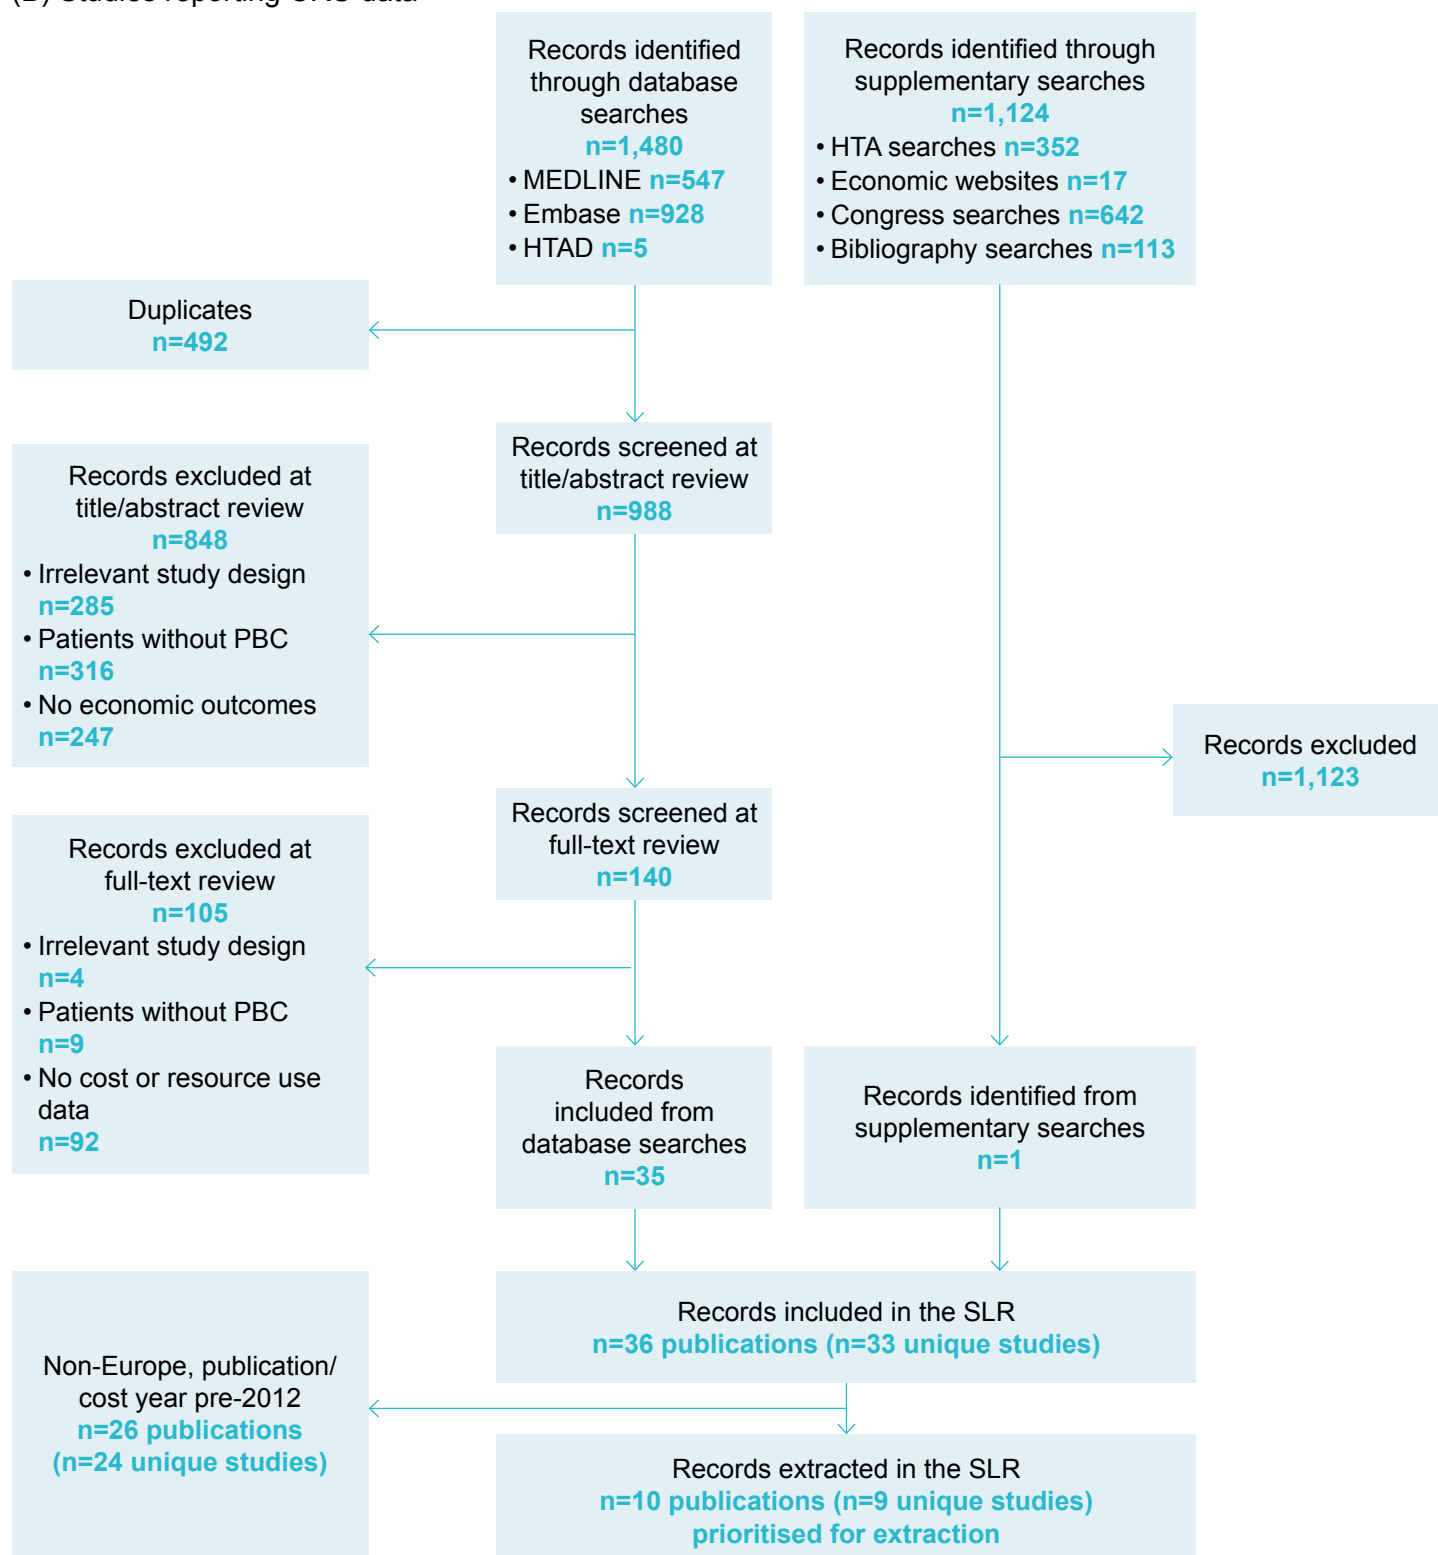 Records identified
through database
searches
n=1,480
• MEDLINE n=547
• Embase n=928
• HTAD n=5
Records identified through
supplementary searches
n=1,124
• HTA searches n=352
• Economic websites n=17
• Congress searches n=642
• Bibliography searches n=113
Duplicates
n=492
Records screened at
title/abstract review
n=988
Records excluded at
title/abstract review
n=848
• Irrelevant study design
n=285
• Patients without PBC
n=316
• No economic outcomes
n=247
Records excluded
n=1,123
Records screened at
full-text review
n=140
Records excluded at
full-text review
n=105
• Irrelevant study design
n=4
• Patients without PBC
n=9
• No cost or resource use
data
n=92
Records
included from
database searches
n=35
Records identified from
supplementary searches
n=1
Records included in the SLR
n=36 publications (n=33 unique studies)
Non-Europe, publication/
cost year pre-2012
n=26 publications
(n=24 unique studies)
Records extracted in the SLR
n=10 publications (n=9 unique studies)
prioritised for extraction